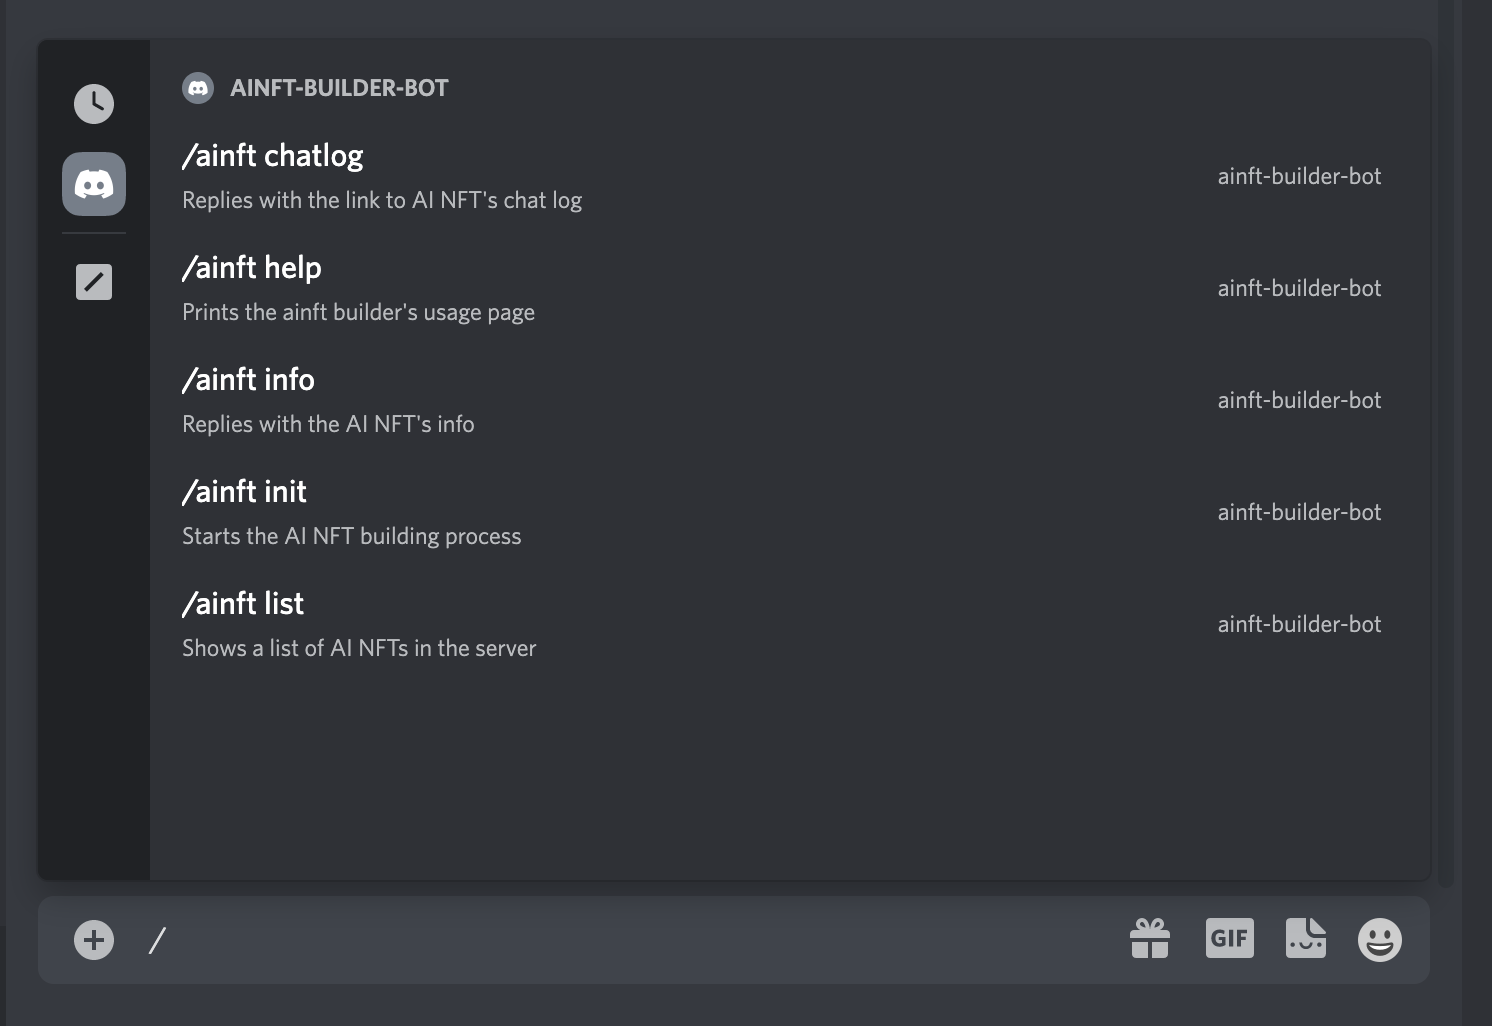 AINFT-BUILDER-BOT
/ainft chatlog
Replies with the link to AI NFT's chat log
ainft-builder-bot
/ainft help
Prints the ainft builder's usage page
ainft-builder-bot
/ainft info
Replies with the AI NFT's info
ainft-builder-bot
/ainft init
Starts the AI NFT building process
ainft-builder-bot
/ainft list
Shows a list of AI NFTs in the server
ainft-builder-bot
/
GIF